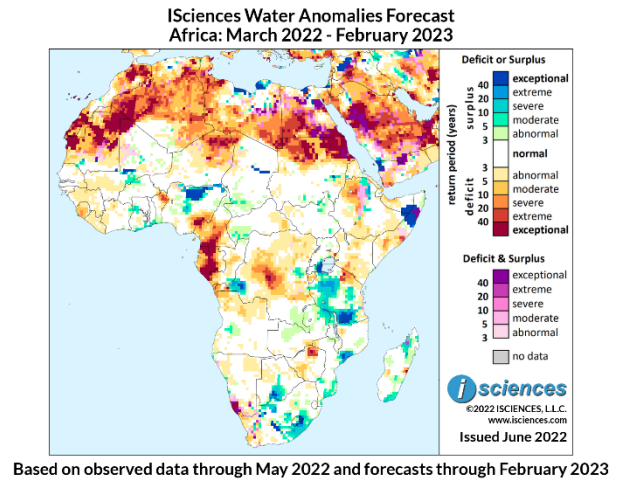 ISciences Water Anomalies Forecast
Africa: March 2022 - February 2023
Deficit or Surplus
return period (years)
surplus
40
20
10
5
3
exceptional
extreme
severe
moderate
abnormal
normal
deficit
3
5
10
20
40
abnormal
moderate
severe
extreme
exceptional
Deficit & Surplus
40
20
10
5
3
exceptional
extreme
severe
moderate
abnormal
no data
i sciences
©2022 ISCIENCES, L.L.C.
www.isciences.com
Issued June 2022
Based on observed data through May 2022 and forecasts through February 2023